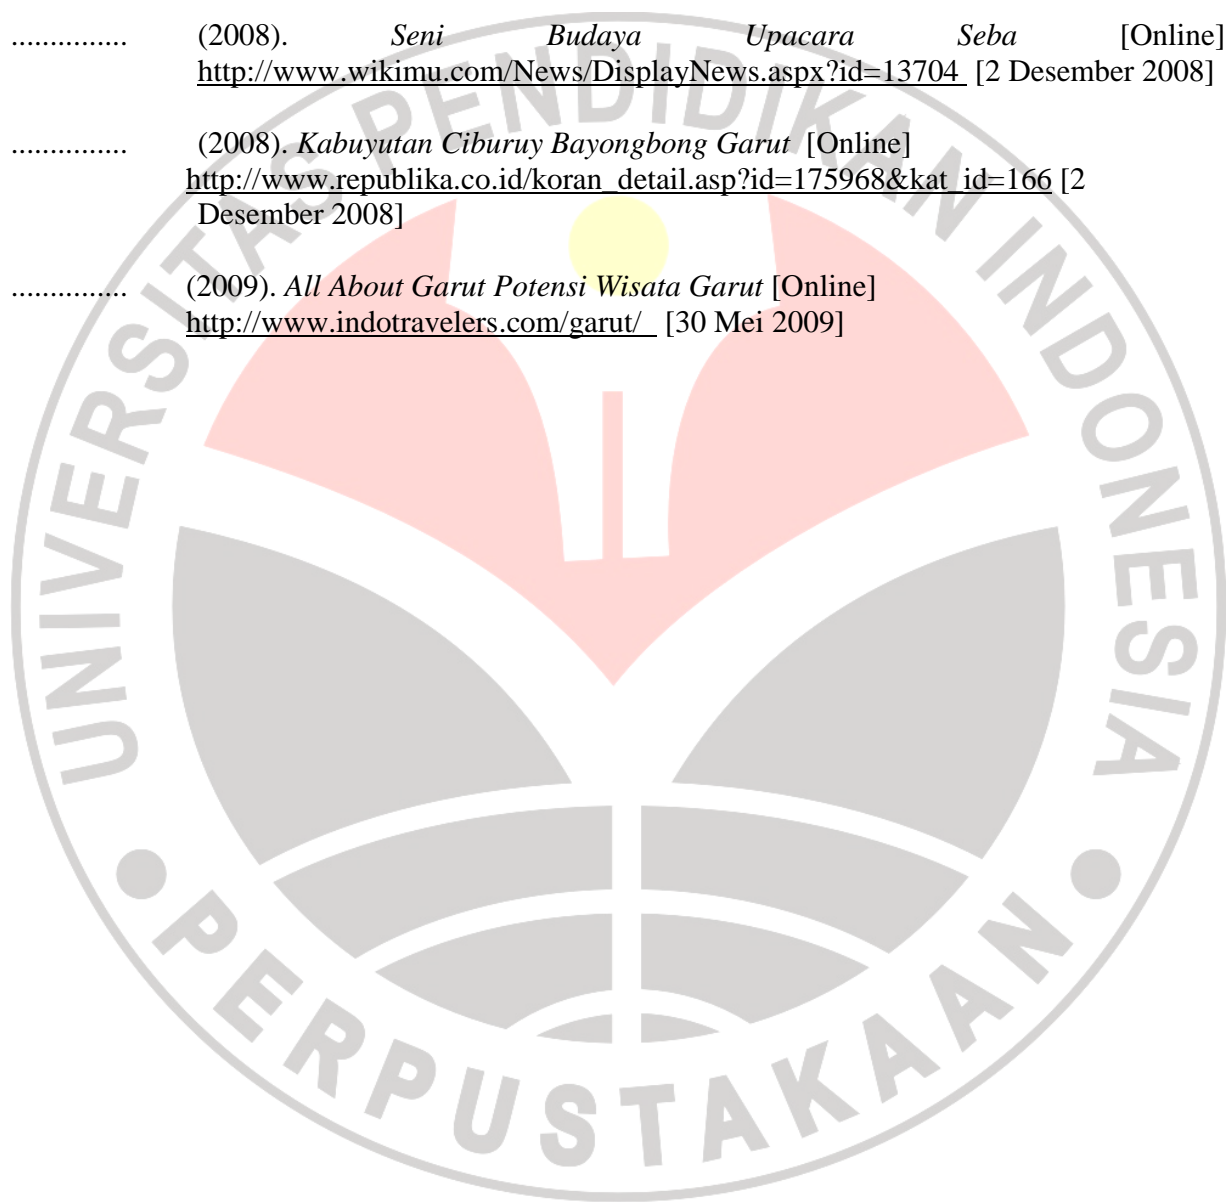 ............... (2008). Seni Budaya Upacara Seba [Online]
http://www.wikimu.com/News/DisplayNews.aspx?id=13704 [2 Desember 2008]
............... (2008). Kabuyutan Ciburuy Bayongbong Garut [Online]
http://www.republika.co.id/koran_detail.asp?id=175968&kat_id=166 [2
Desember 2008]
............... (2009). All About Garut Potensi Wisata Garut [Online]
http://www.indotravelers.com/garut/ [30 Mei 2009]
UNIVERSITAS PENDIDIKAN INDONESIA
PERPUSTAKAAN